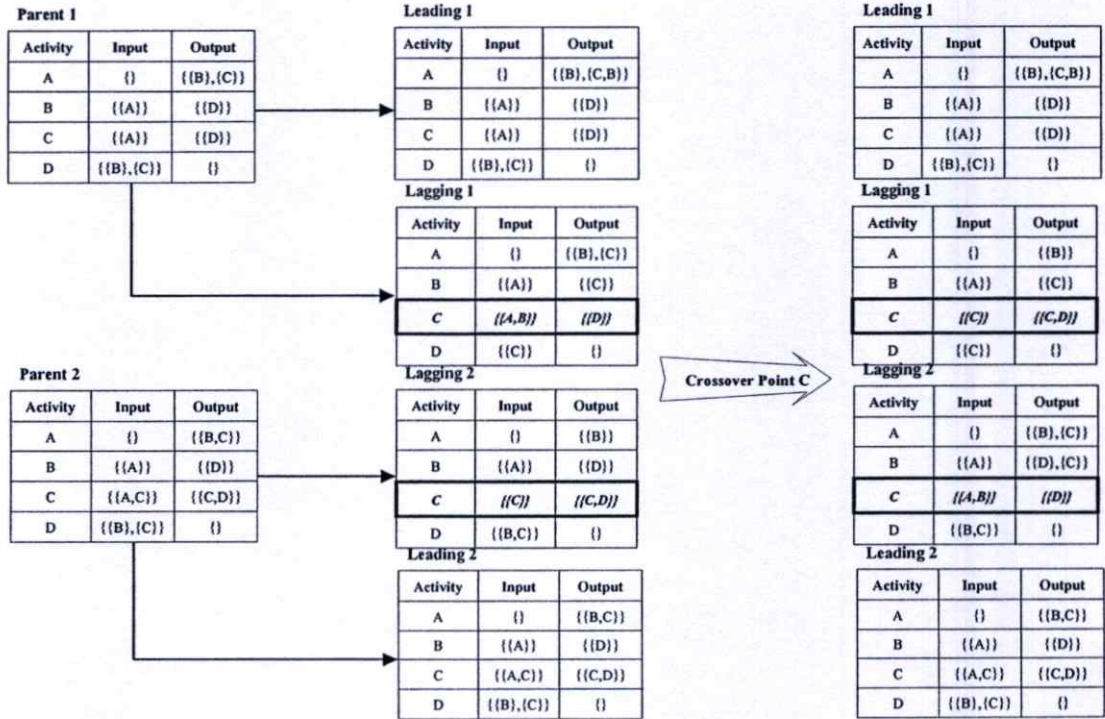 Parent 1
Activity Input Output
A {} {{B},{C}}
B {{A}} {{D}}
C {{A}} {{D}}
D {{B},{C}} {}
Parent 2
Activity Input Output
A {} {{B,C}}
B {{A}} {{D}}
C {{A,C}} {{C,D}}
D {{B},{C}} {}
Leading 1
Activity Input Output
A {} {{B},{C,B}}
B {{A}} {{D}}
C {{A}} {{D}}
D {{B},{C}} {}
Lagging 1
Activity Input Output
A {} {{B},{C}}
B {{A}} {{C}}
C {{A,B}} {{D}}
D {{C}} {}
Lagging 2
Activity Input Output
A {} {{B}}
B {{A}} {{D}}
C {{C}} {{C,D}}
D {{B,C}} {}
Leading 2
Activity Input Output
A {} {{B,C}}
B {{A}} {{D}}
C {{A,C}} {{C,D}}
D {{B},{C}} {}
Crossover Point C
Leading 1
Activity Input Output
A {} {{B},{C,B}}
B {{A}} {{D}}
C {{A}} {{D}}
D {{B},{C}} {}
Lagging 1
Activity Input Output
A {} {{B}}
B {{A}} {{C}}
C {{C}} {{C,D}}
D {{C}} {}
Lagging 2
Activity Input Output
A {} {{B},{C}}
B {{A}} {{D},{C}}
C {{A,B}} {{D}}
D {{B,C}} {}
Leading 2
Activity Input Output
A {} {{B,C}}
B {{A}} {{D}}
C {{A,C}} {{C,D}}
D {{B},{C}} {}